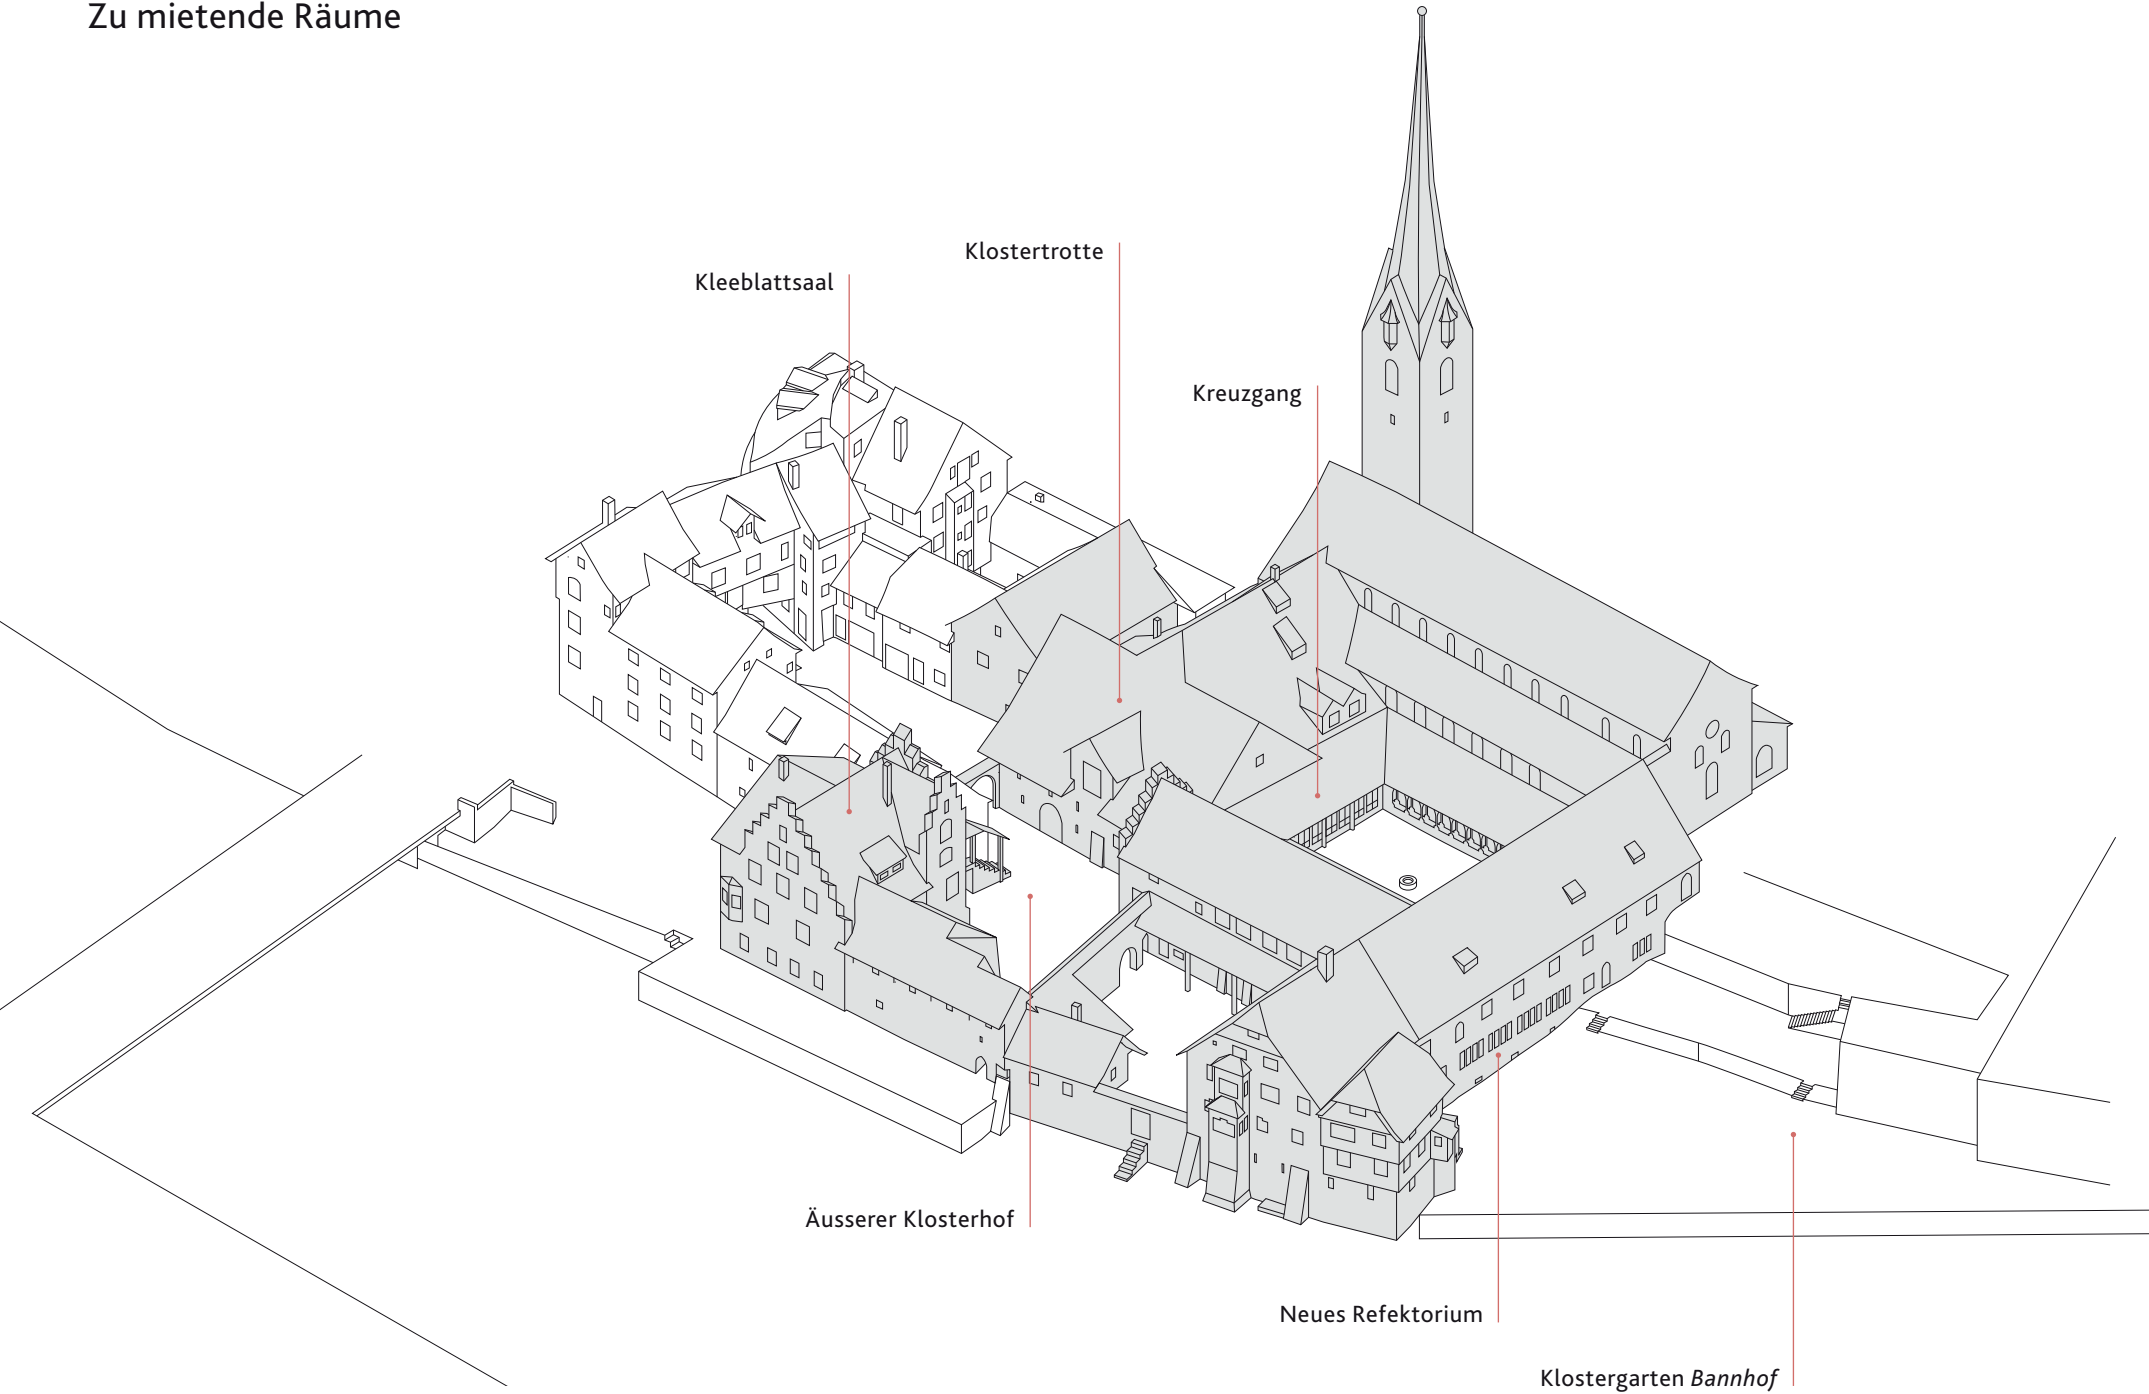 Zu mietende Räume
Klostertrotte
Kleeblattsaal
Kreuzgang
Äusserer Klosterhof
Neues Refektorium
Klostergarten Bannhof